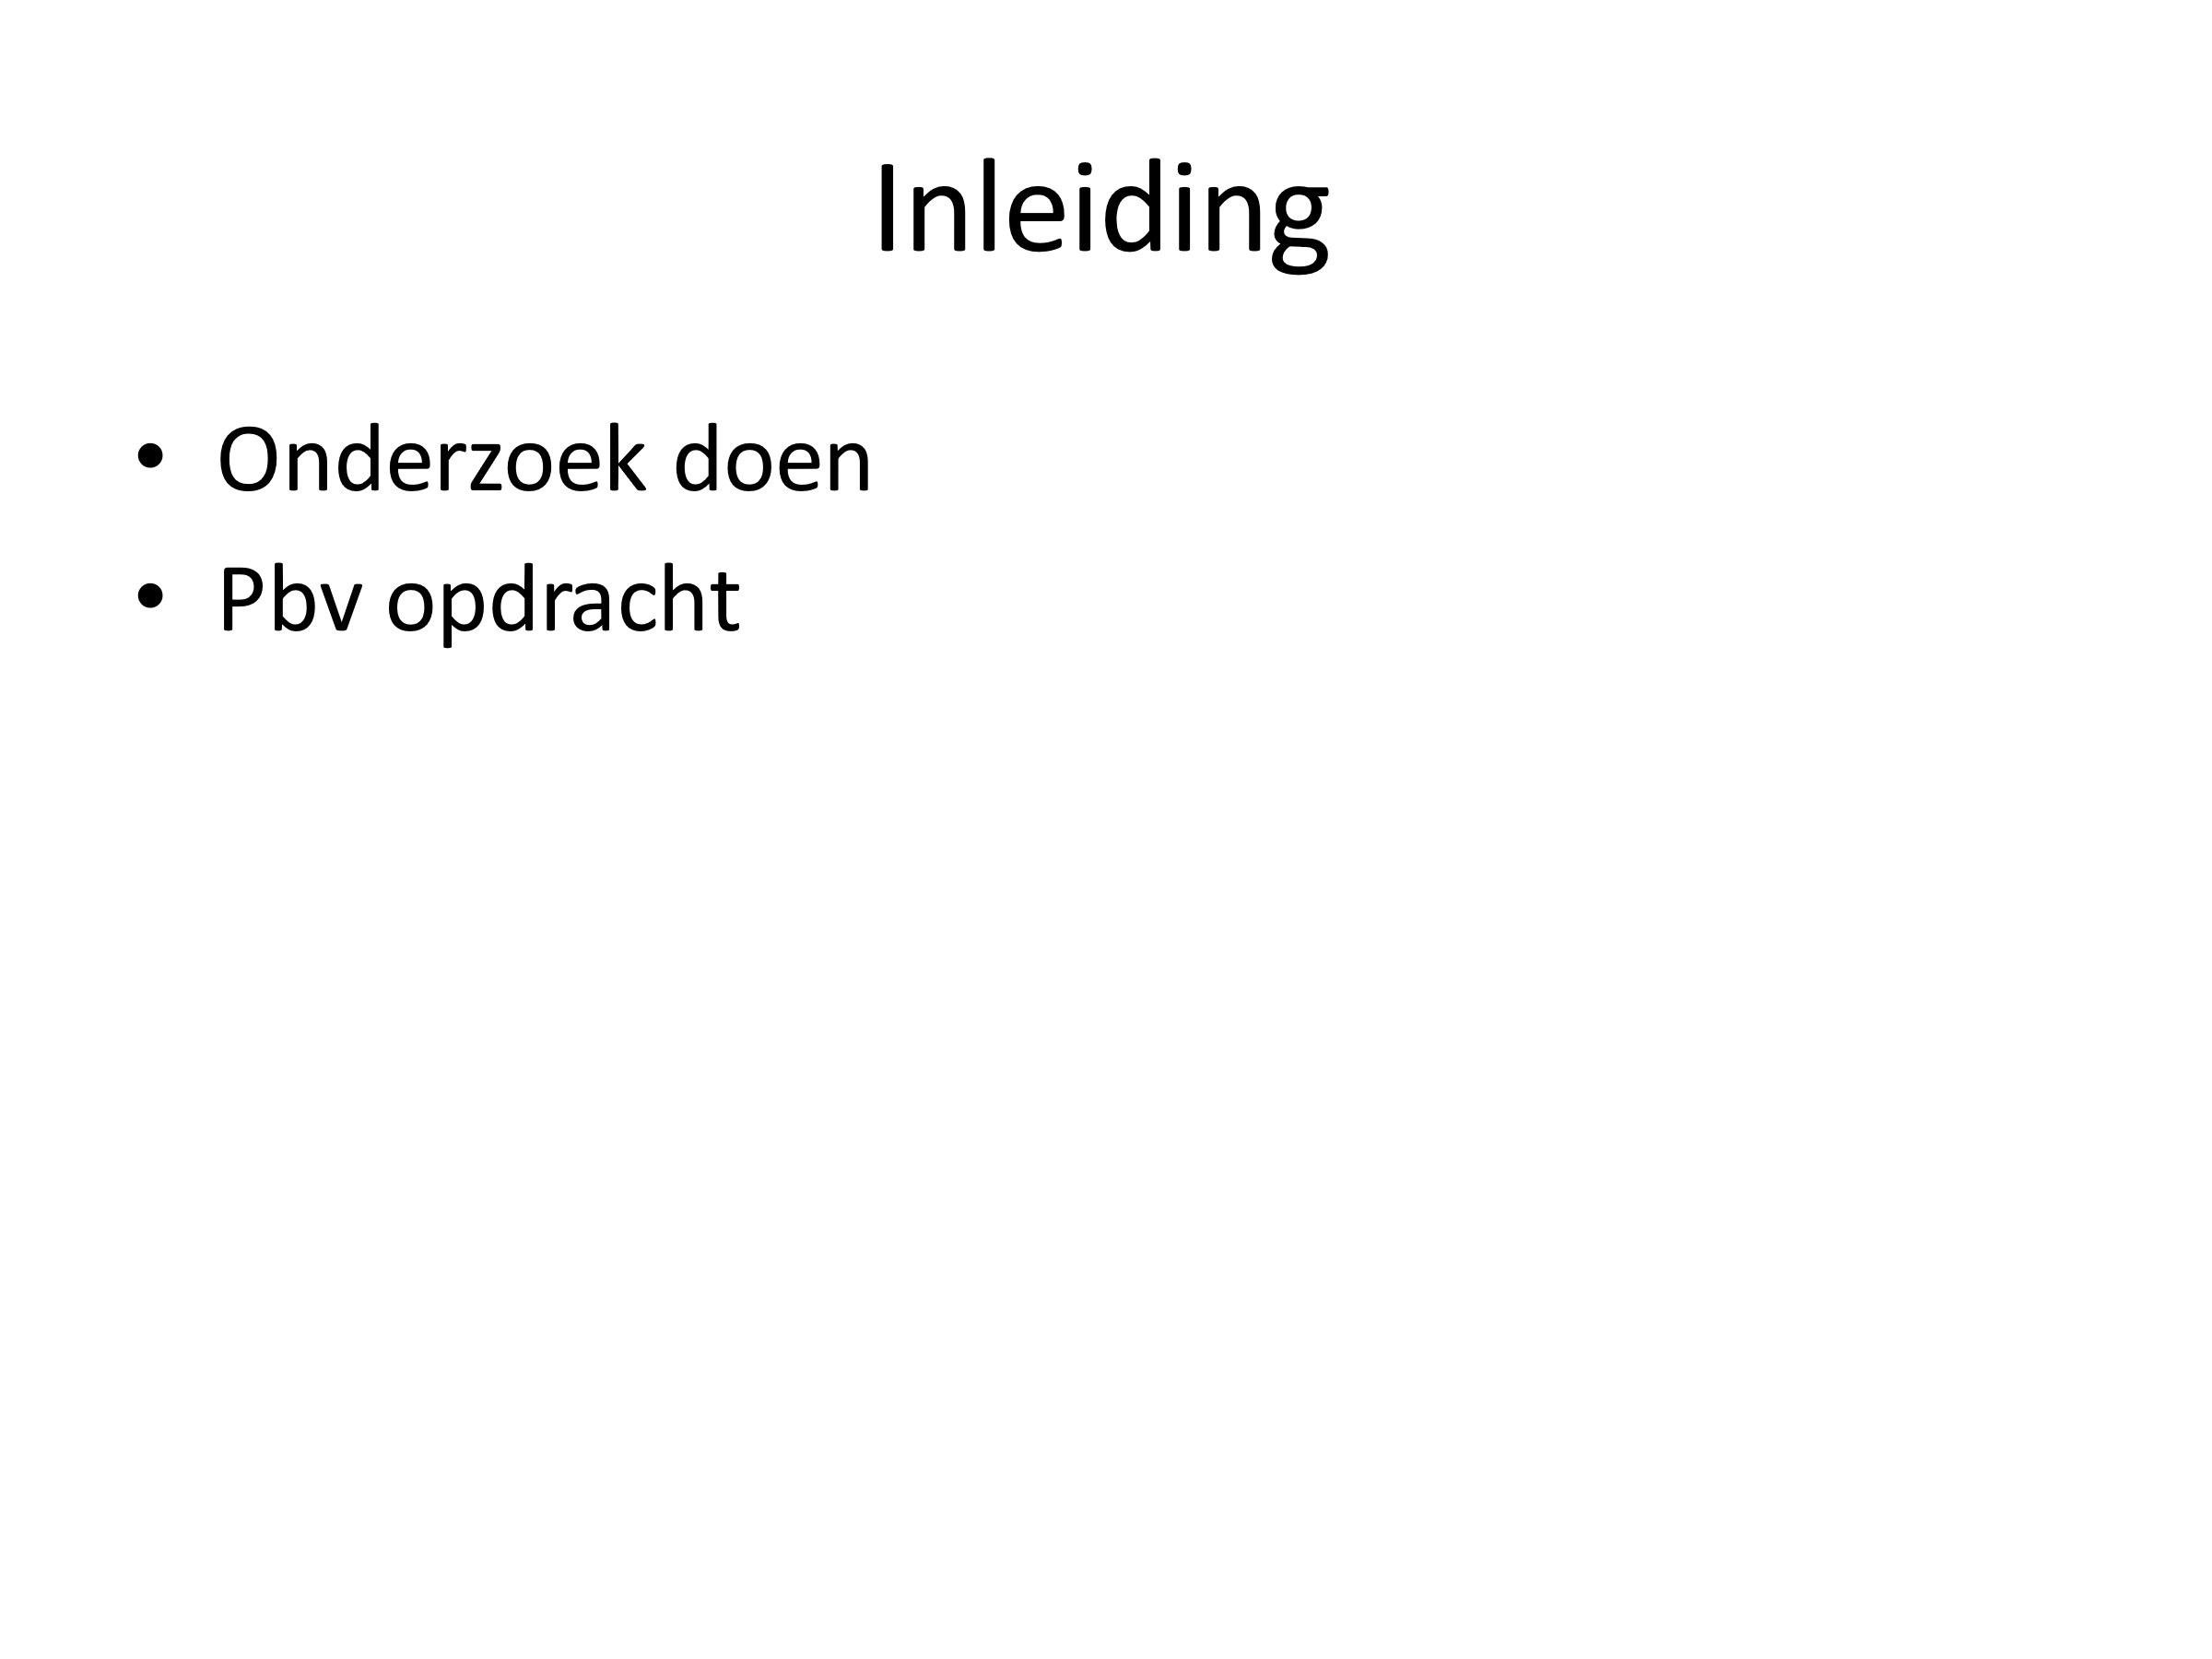 Inleiding
• Onderzoek doen
• Pbv opdracht